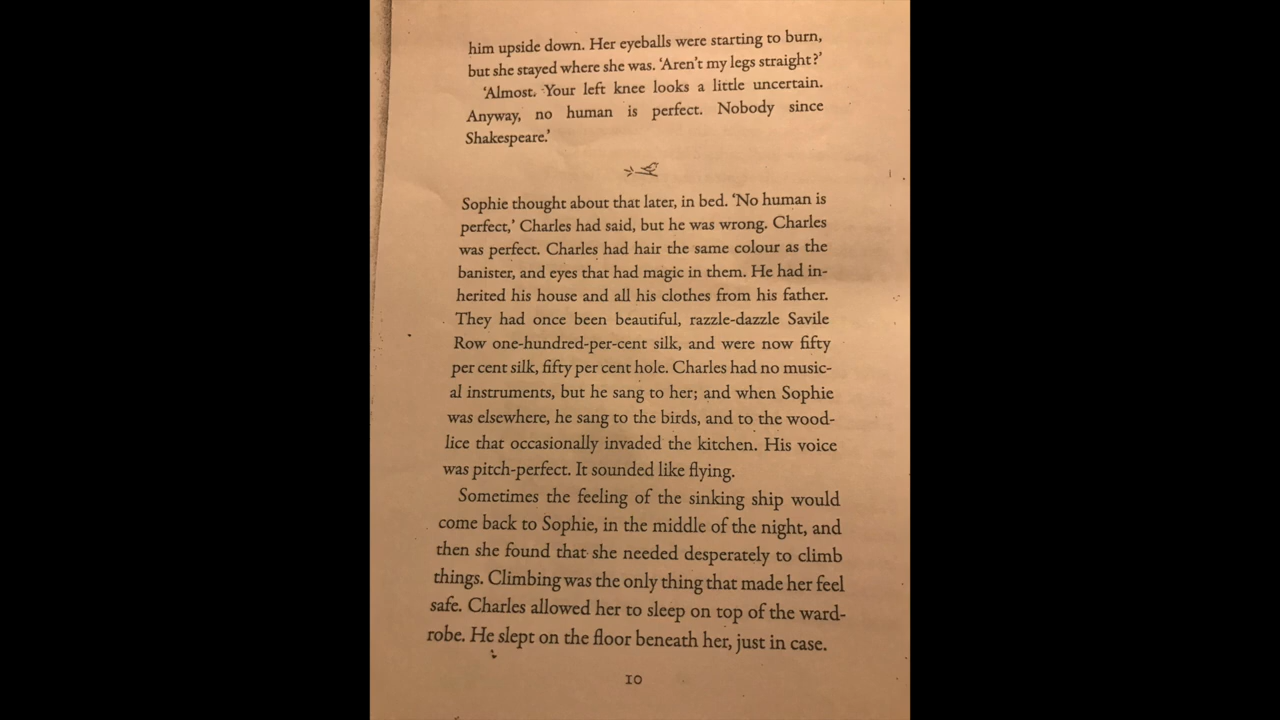 him upside down. Her eyeballs were starting to burn,
but she stayed where she was. ‘Aren’t my legs straight?’
‘Almost. Your left knee looks a little uncertain.
Anyway, no human is perfect. Nobody since
Shakespeare.’
Sophie thought about that later, in bed. ‘No human is
perfect,’ Charles had said, but he was wrong. Charles
was perfect. Charles had hair the same colour as the
banister, and eyes that had magic in them. He had in-
herited his house and all his clothes from his father.
They had once been beautiful, razzle-dazzle Savile
Row one-hundred-per-cent silk, and were now fifty
per cent silk, fifty per cent hole. Charles had no music-
al instruments, but he sang to her; and when Sophie
was elsewhere, he sang to the birds, and to the wood-
lice that occasionally invaded the kitchen. His voice
was pitch-perfect. It sounded like flying.
Sometimes the feeling of the sinking ship would
come back to Sophie, in the middle of the night, and
then she found that she needed desperately to climb
things. Climbing was the only thing that made her feel
safe. Charles allowed her to sleep on top of the ward-
robe. He slept on the floor beneath her, just in case.
10